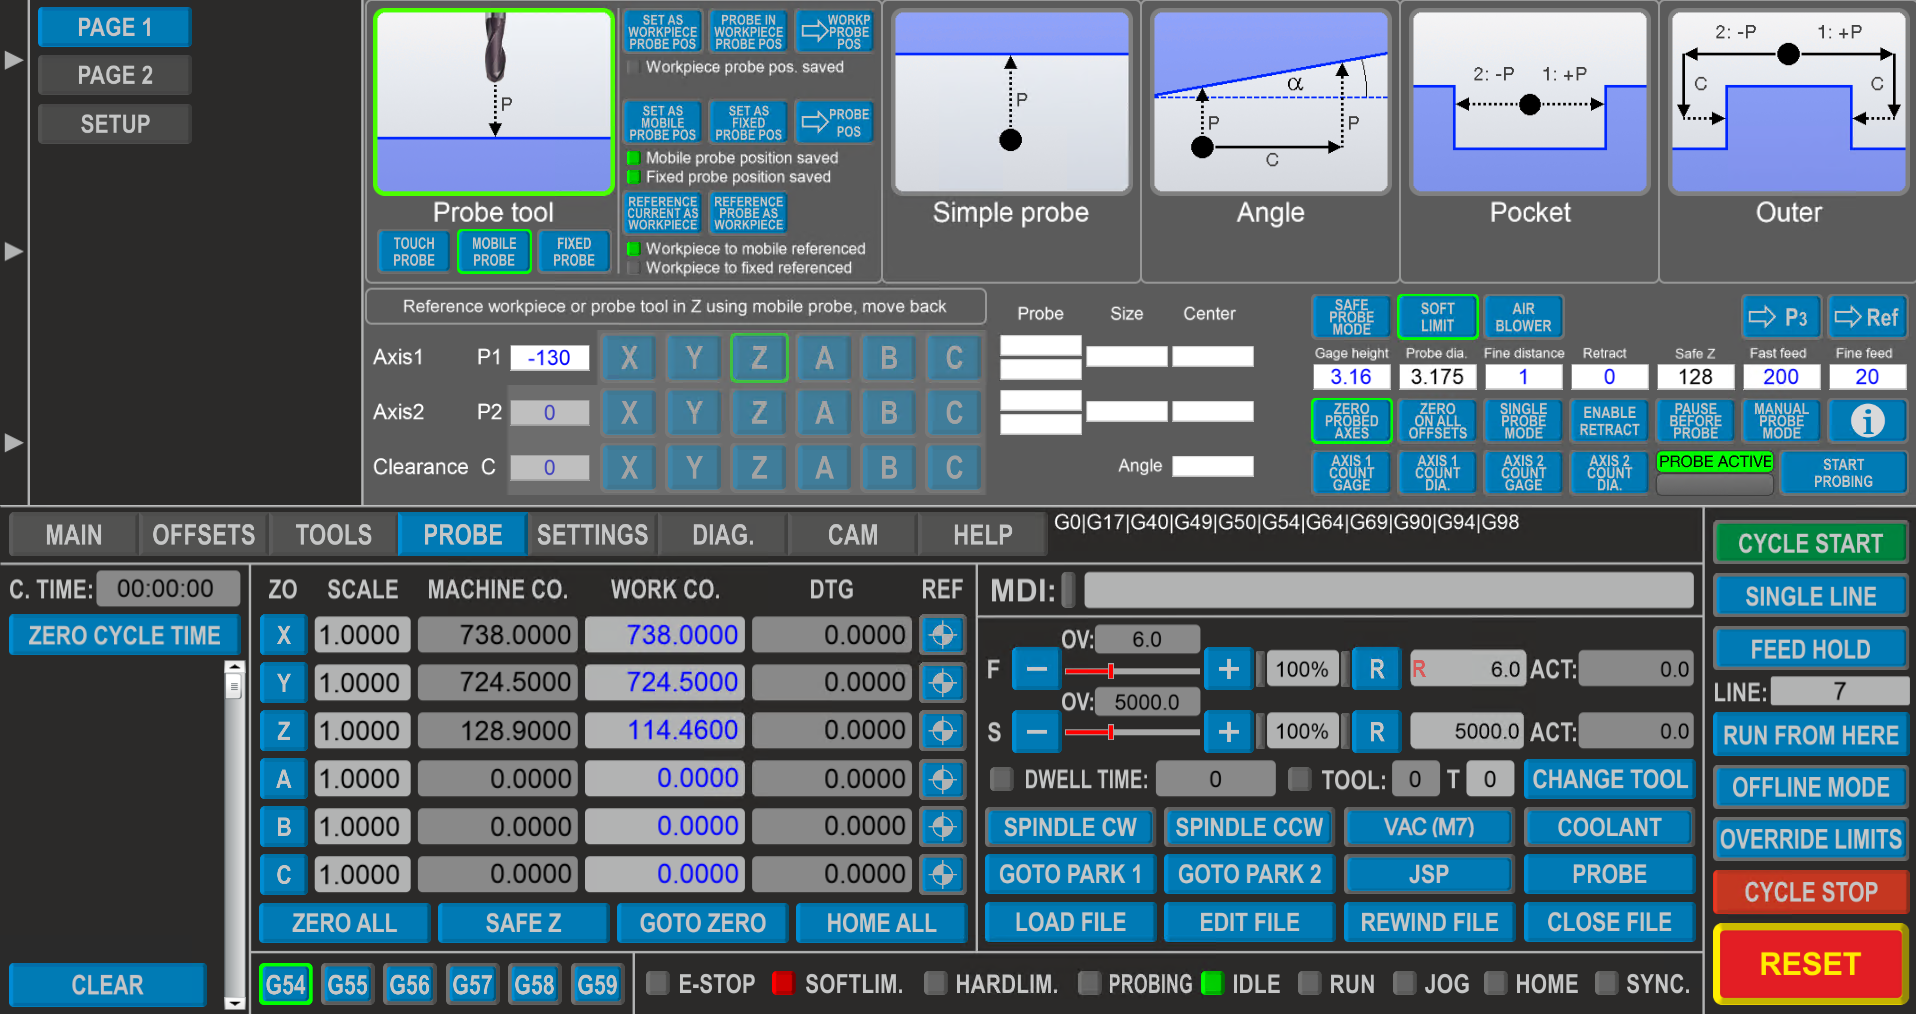 PAGE 1
PAGE 2
SETUP
P
Probe tool
TOUCH PROBE
MOBILE PROBE
FIXED PROBE
SET AS WORKPIECE PROBE POS
PROBE IN WORKPIECE PROBE POS
WORKP PROBE POS
Workpiece probe pos. saved
SET AS MOBILE PROBE POS
SET AS FIXED PROBE POS
PROBE POS
Mobile probe position saved
Fixed probe position saved
REFERENCE CURRENT AS WORKPIECE
REFERENCE PROBE AS WORKPIECE
Workpiece to mobile referenced
Workpiece to fixed referenced
P
Simple probe
α
P
P
C
Angle
2: -P 1: +P
Pocket
2: -P 1: +P
C
C
Outer
Reference workpiece or probe tool in Z using mobile probe, move back
Axis1 P1 -130 X Y Z A B C
Axis2 P2 0 X Y Z A B C
Clearance C 0 X Y Z A B C
Probe Size Center
Angle
SAFE PROBE MODE
SOFT LIMIT
AIR BLOWER
P3
Ref
Gage height Probe dia. Fine distance Retract Safe Z Fast feed Fine feed
3.16 3.175 1 0 128 200 20
ZERO PROBED AXES
ZERO ON ALL OFFSETS
SINGLE PROBE MODE
ENABLE RETRACT
PAUSE BEFORE PROBE
MANUAL PROBE MODE
i
AXIS 1 COUNT GAGE
AXIS 1 COUNT DIA.
AXIS 2 COUNT GAGE
AXIS 2 COUNT DIA.
PROBE ACTIVE
START PROBING
MAIN OFFSETS TOOLS PROBE SETTINGS DIAG. CAM HELP
G0|G17|G40|G49|G50|G54|G64|G69|G90|G94|G98
C. TIME: 00:00:00
ZERO CYCLE TIME
CLEAR
ZO SCALE MACHINE CO. WORK CO. DTG REF
X 1.0000 738.0000 738.0000 0.0000
Y 1.0000 724.5000 724.5000 0.0000
Z 1.0000 128.9000 114.4600 0.0000
A 1.0000 0.0000 0.0000 0.0000
B 1.0000 0.0000 0.0000 0.0000
C 1.0000 0.0000 0.0000 0.0000
ZERO ALL SAFE Z GOTO ZERO HOME ALL
G54 G55 G56 G57 G58 G59
MDI:
OV: 6.0
F − + 100% R R 6.0 ACT: 0.0
OV: 5000.0
S − + 100% R 5000.0 ACT: 0.0
DWELL TIME: 0 TOOL: 0 T 0 CHANGE TOOL
SPINDLE CW SPINDLE CCW VAC (M7) COOLANT
GOTO PARK 1 GOTO PARK 2 JSP PROBE
LOAD FILE EDIT FILE REWIND FILE CLOSE FILE
E-STOP SOFTLIM. HARDLIM. PROBING IDLE RUN JOG HOME SYNC.
CYCLE START
SINGLE LINE
FEED HOLD
LINE: 7
RUN FROM HERE
OFFLINE MODE
OVERRIDE LIMITS
CYCLE STOP
RESET